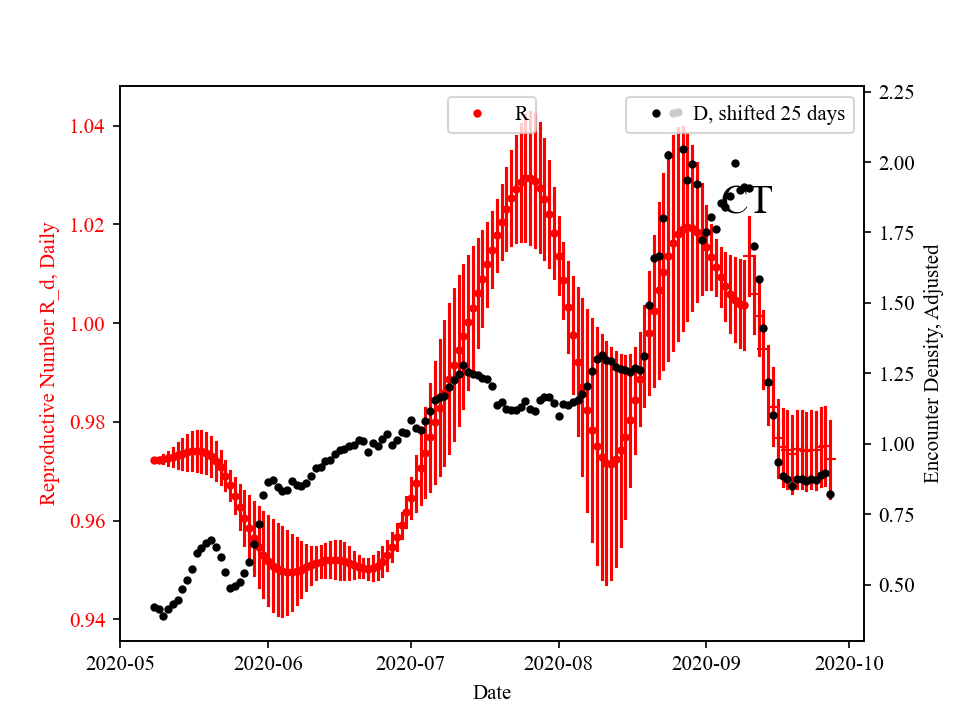 R
D, shifted 25 days
CT
Reproductive Number R_d, Daily
1.04
1.02
1.00
0.98
0.96
0.94
2.25
2.00
1.75
1.50
1.25
1.00
0.75
0.50
Encounter Density, Adjusted
2020-05 2020-06 2020-07 2020-08 2020-09 2020-10
Date